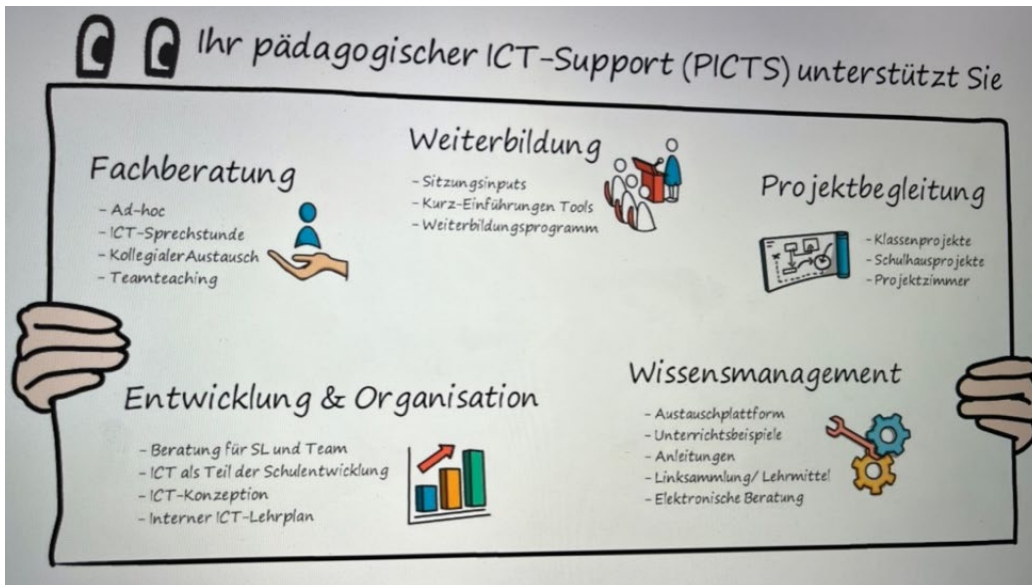 Ihr pädagogischer ICT-Support (PICTS) unterstützt Sie
Fachberatung
- Ad-hoc
- ICT-Sprechstunde
- Kollegialer Austausch
- Teamteaching
Weiterbildung
- Sitzungsinputs
- Kurz-Einführungen Tools
- Weiterbildungsprogramm
Projektbegleitung
- Klassenprojekte
- Schulhausprojekte
- Projektzimmer
Entwicklung & Organisation
- Beratung für SL und Team
- ICT als Teil der Schulentwicklung
- ICT-Konzeption
- Interner ICT-Lehrplan
Wissensmanagement
- Austauschplattform
- Unterrichtsbeispiele
- Anleitungen
- Linksammlung/ Lehrmittel
- Elektronische Beratung